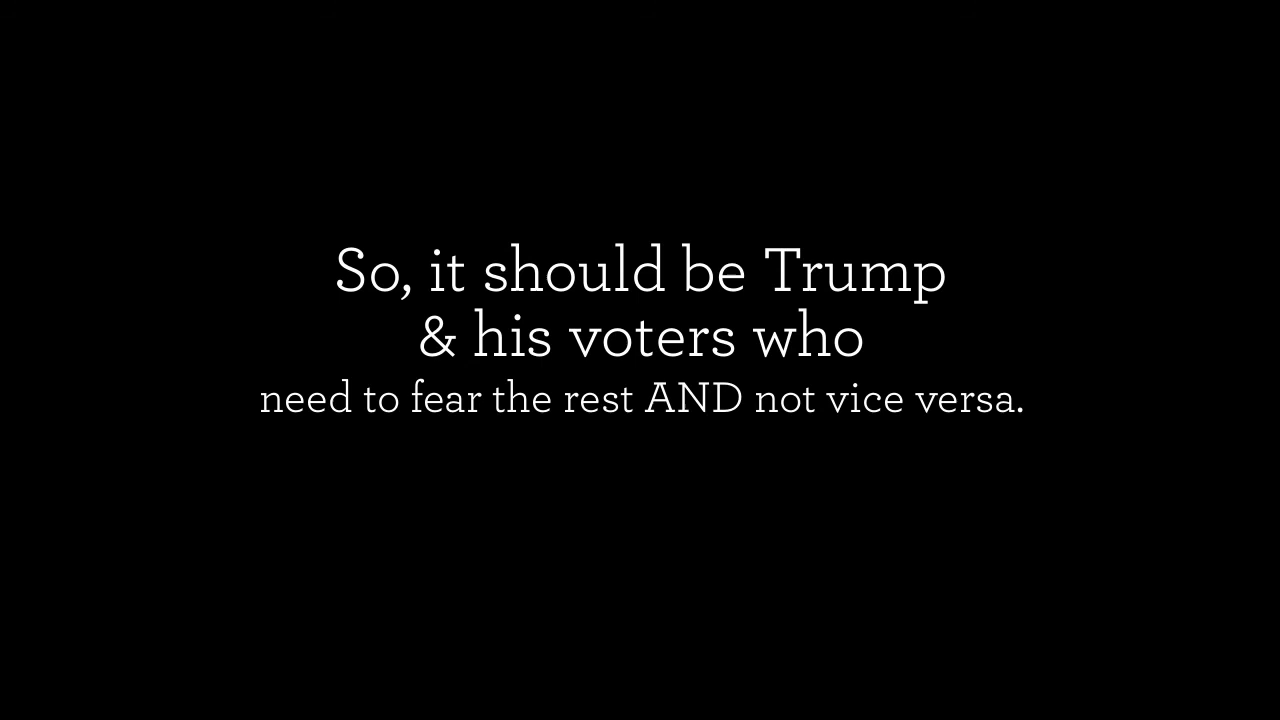 So, it should be Trump
& his voters who
need to fear the rest AND not vice versa.